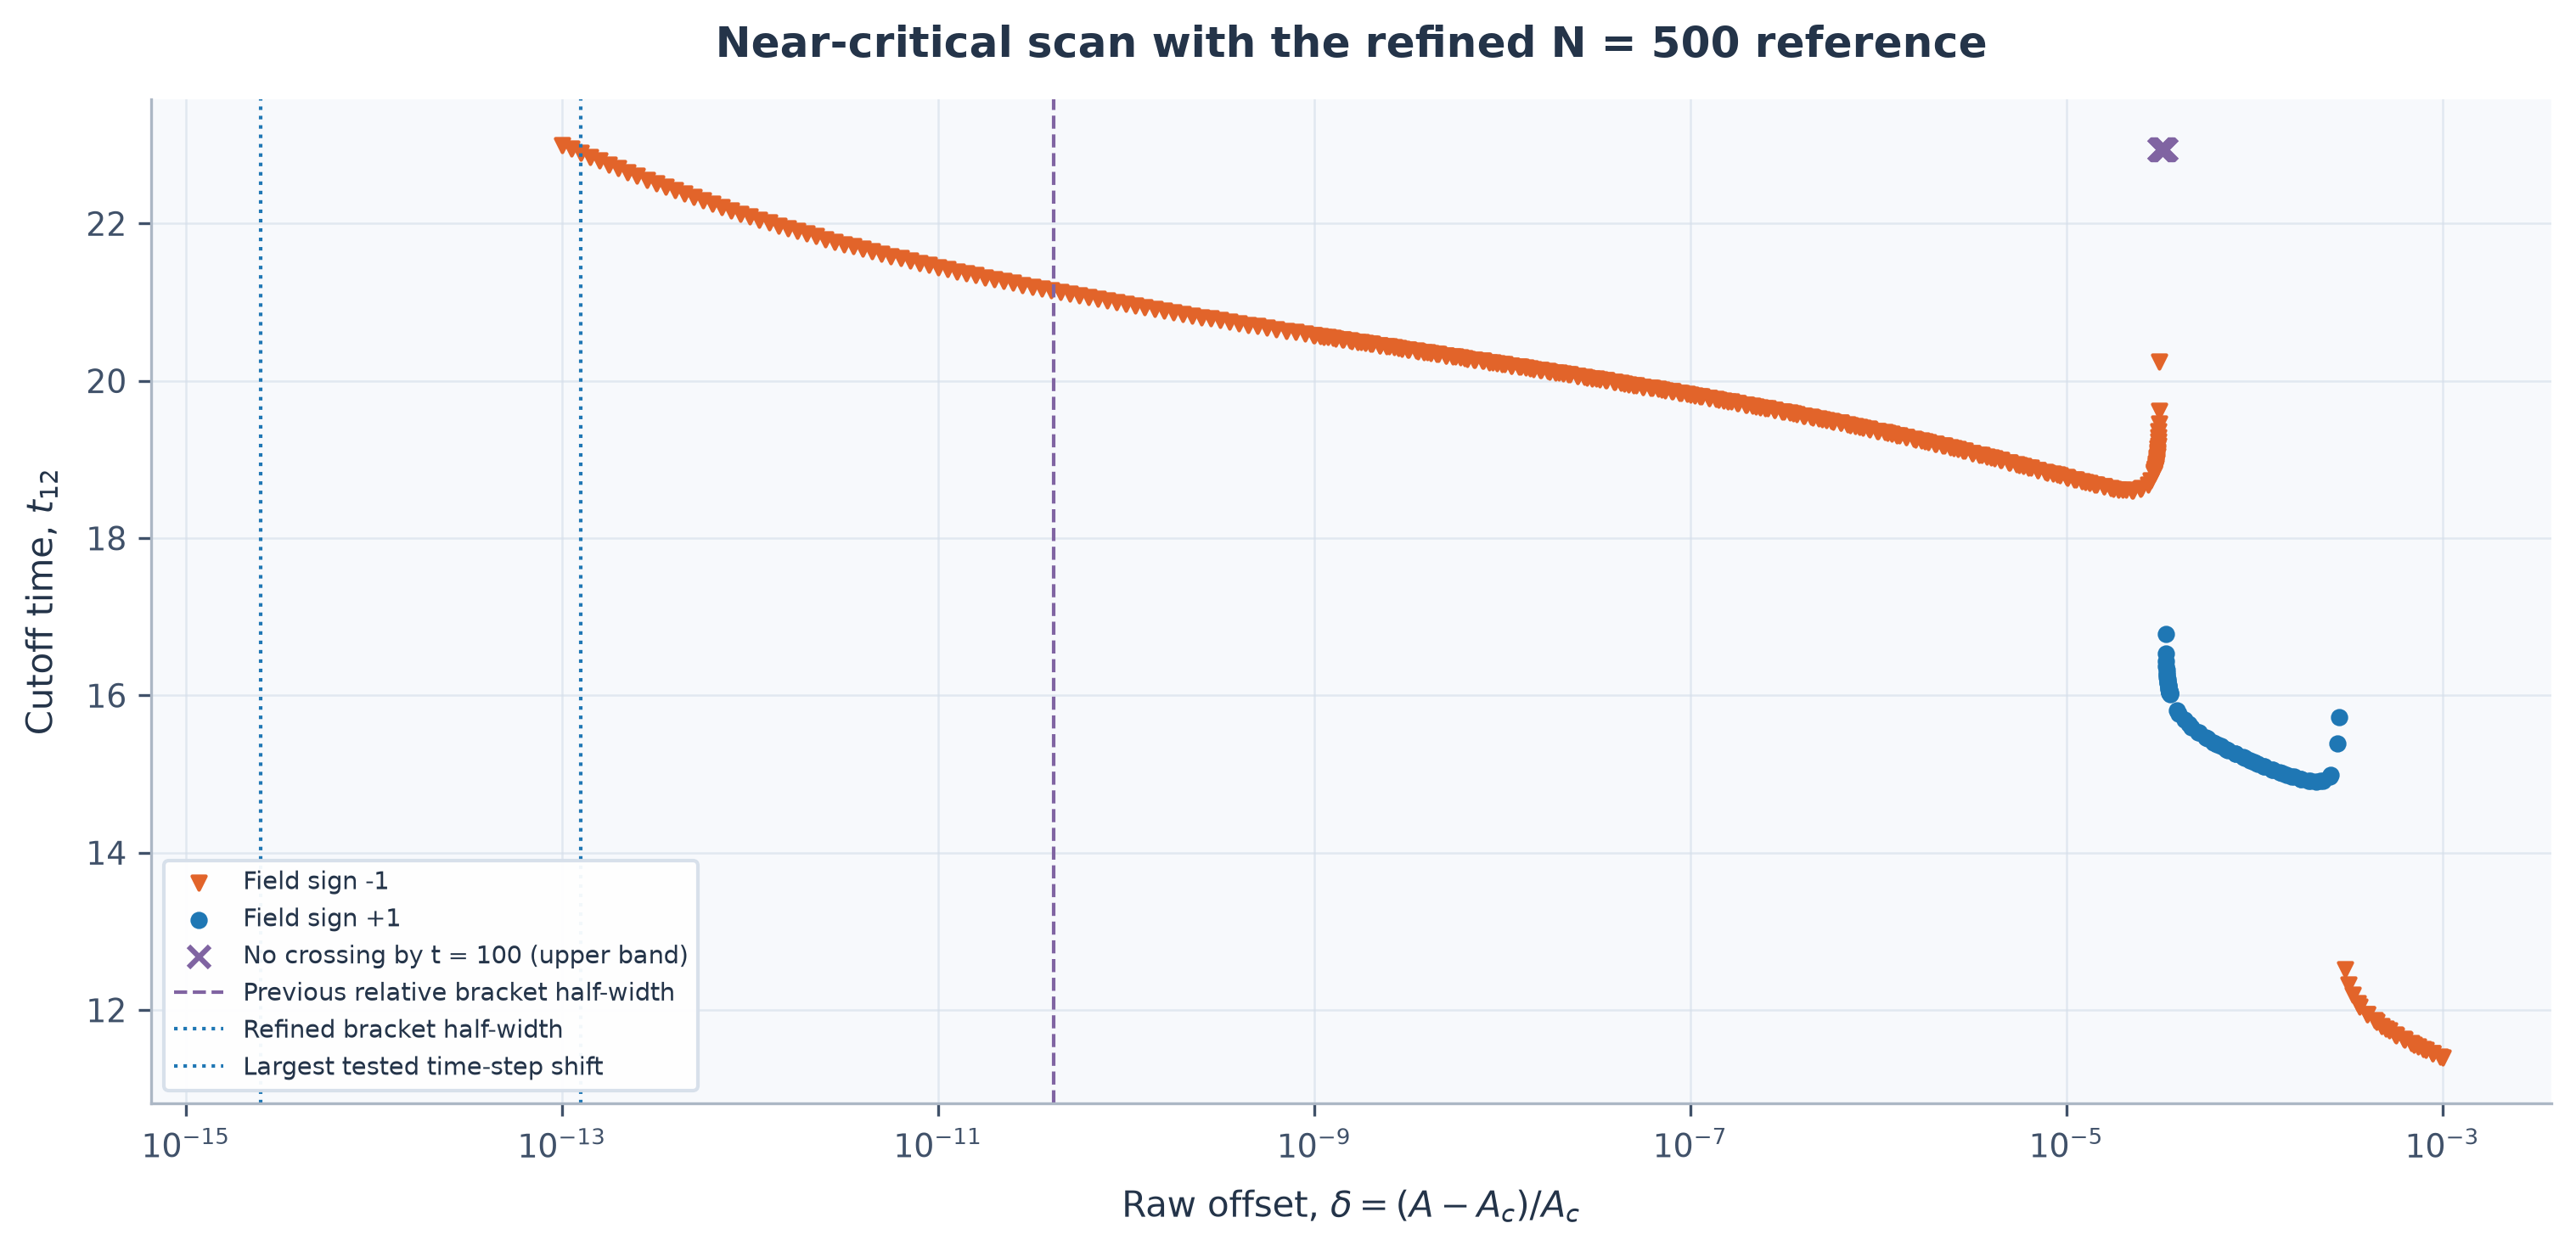 Near-critical scan with the refined N = 500 reference
Cutoff time, t₁₂
22
20
18
16
14
12
Field sign -1
Field sign +1
No crossing by t = 100 (upper band)
Previous relative bracket half-width
Refined bracket half-width
Largest tested time-step shift
10⁻¹⁵ 10⁻¹³ 10⁻¹¹ 10⁻⁹ 10⁻⁷ 10⁻⁵ 10⁻³
Raw offset, δ = (A − A_c)/A_c